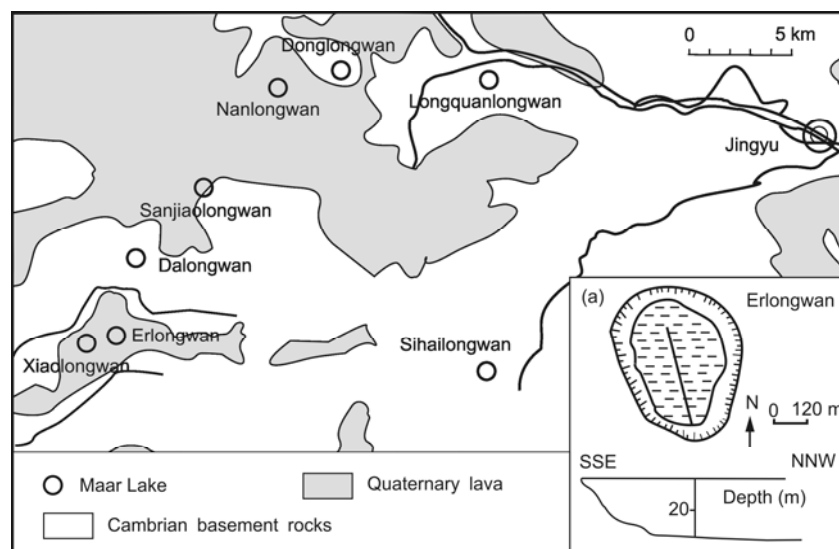 Donglongwan
0 5 km
Nanlongwan
Longquanlongwan
Jingyu
Sanjiaolongwan
Dalongwan
(a)
Erlongwan
Erlongwan
Xiaolongwan
Sihailongwan
N
0 120 m
SSE NNW
Maar Lake
Quaternary lava
20
Depth (m)
Cambrian basement rocks